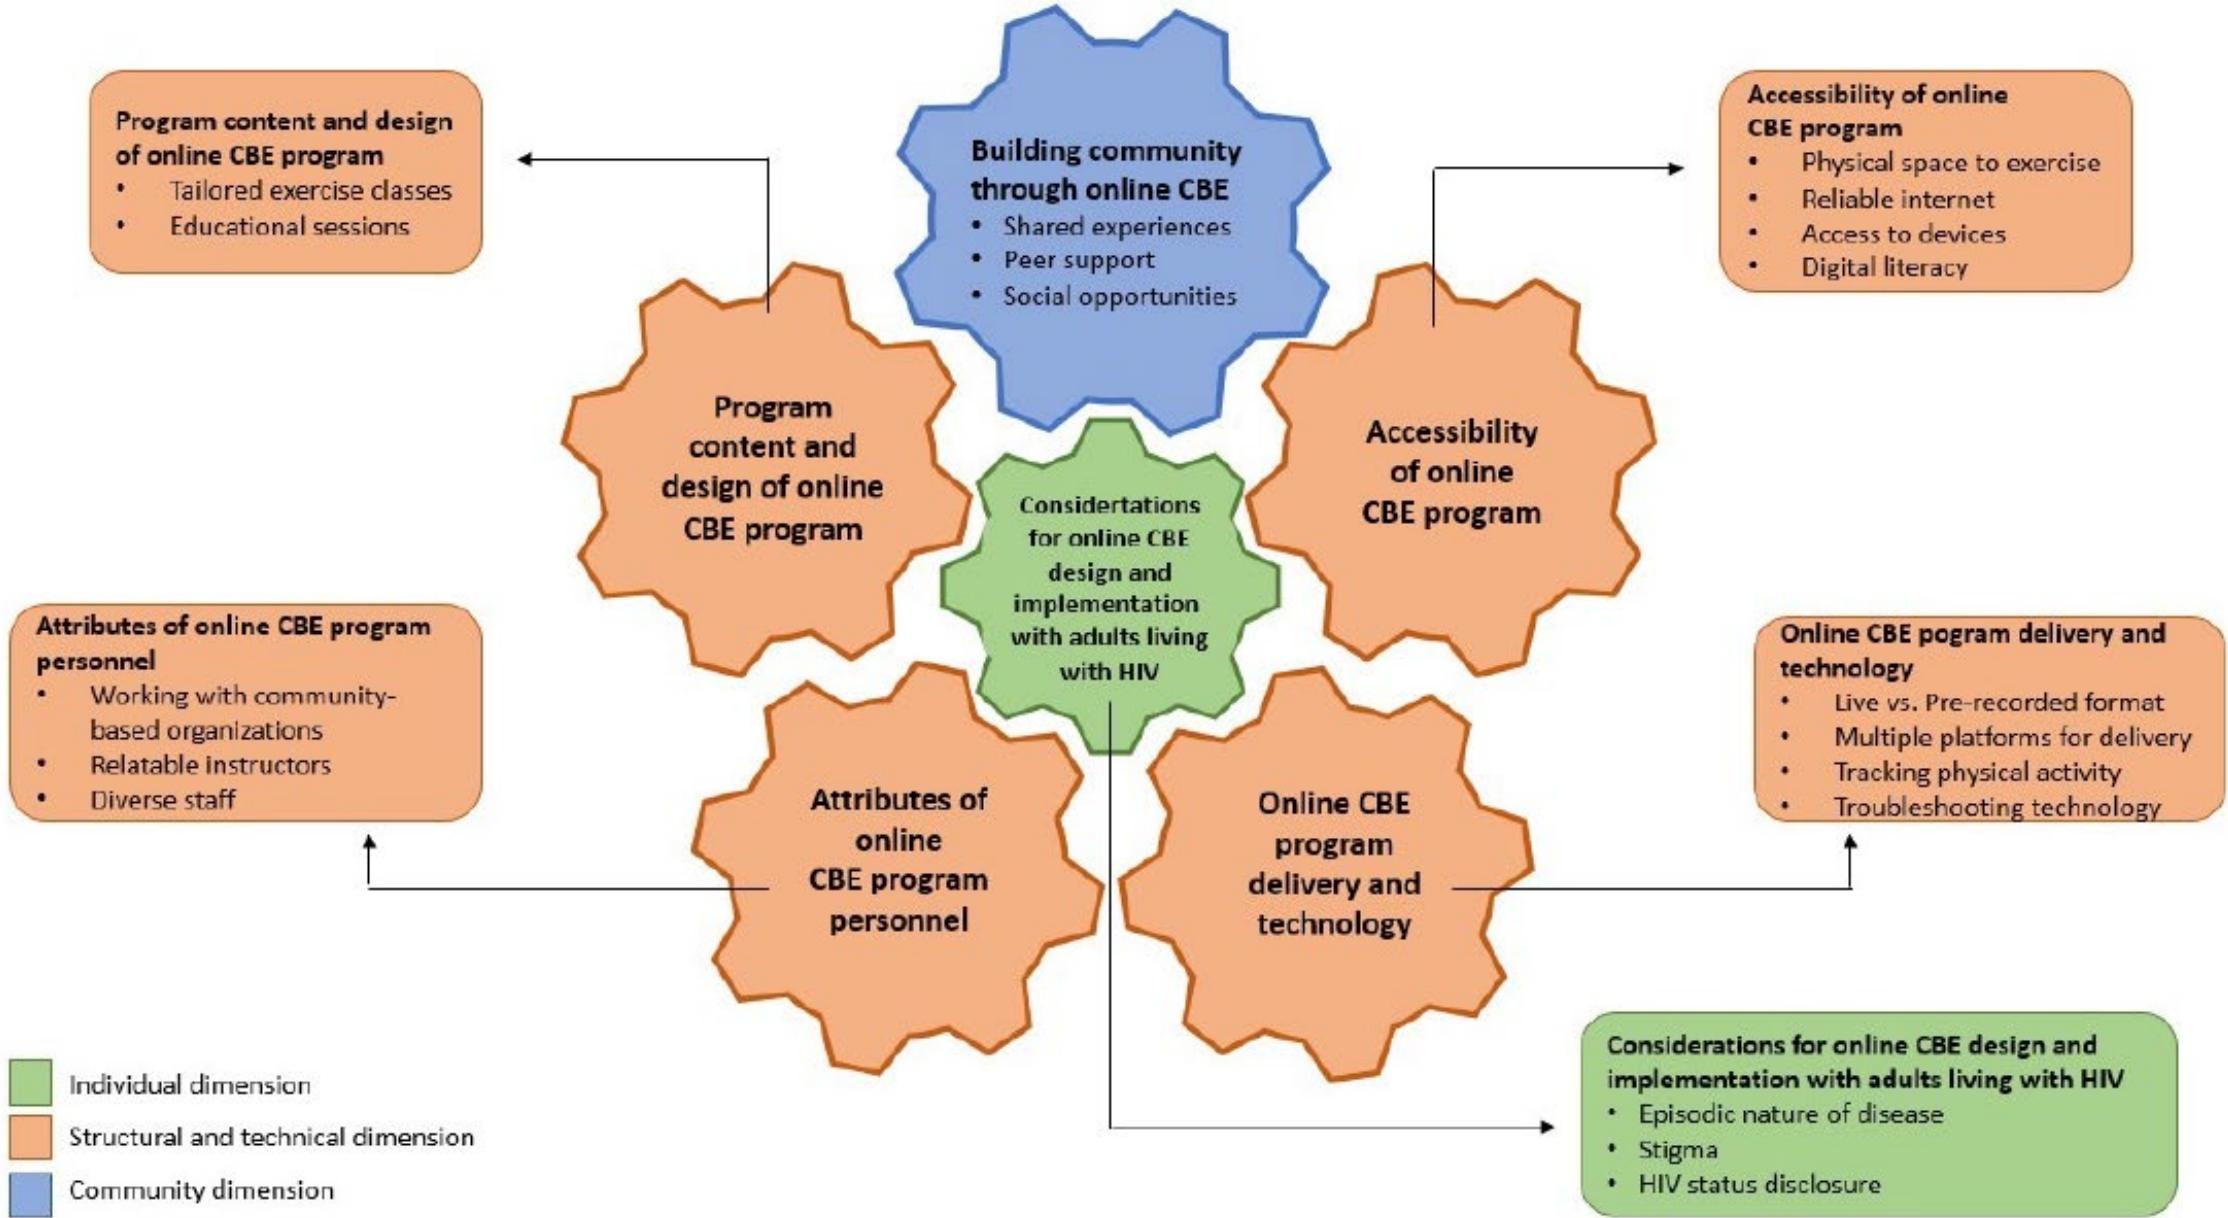 Program content and design
of online CBE program
• Tailored exercise classes
• Educational sessions
Building community
through online CBE
• Shared experiences
• Peer support
• Social opportunities
Accessibility of online
CBE program
• Physical space to exercise
• Reliable internet
• Access to devices
• Digital literacy
Program
content and
design of online
CBE program
Accessibility
of online
CBE program
Considertations
for online CBE
design and
implementation
with adults living
with HIV
Attributes of online CBE program
personnel
• Working with community-
based organizations
• Relatable instructors
• Diverse staff
Online CBE pogram delivery and
technology
• Live vs. Pre-recorded format
• Multiple platforms for delivery
• Tracking physical activity
• Troubleshooting technology
Attributes of
online
CBE program
personnel
Online CBE
program
delivery and
technology
Individual dimension
Structural and technical dimension
Community dimension
Considerations for online CBE design and
implementation with adults living with HIV
• Episodic nature of disease
• Stigma
• HIV status disclosure